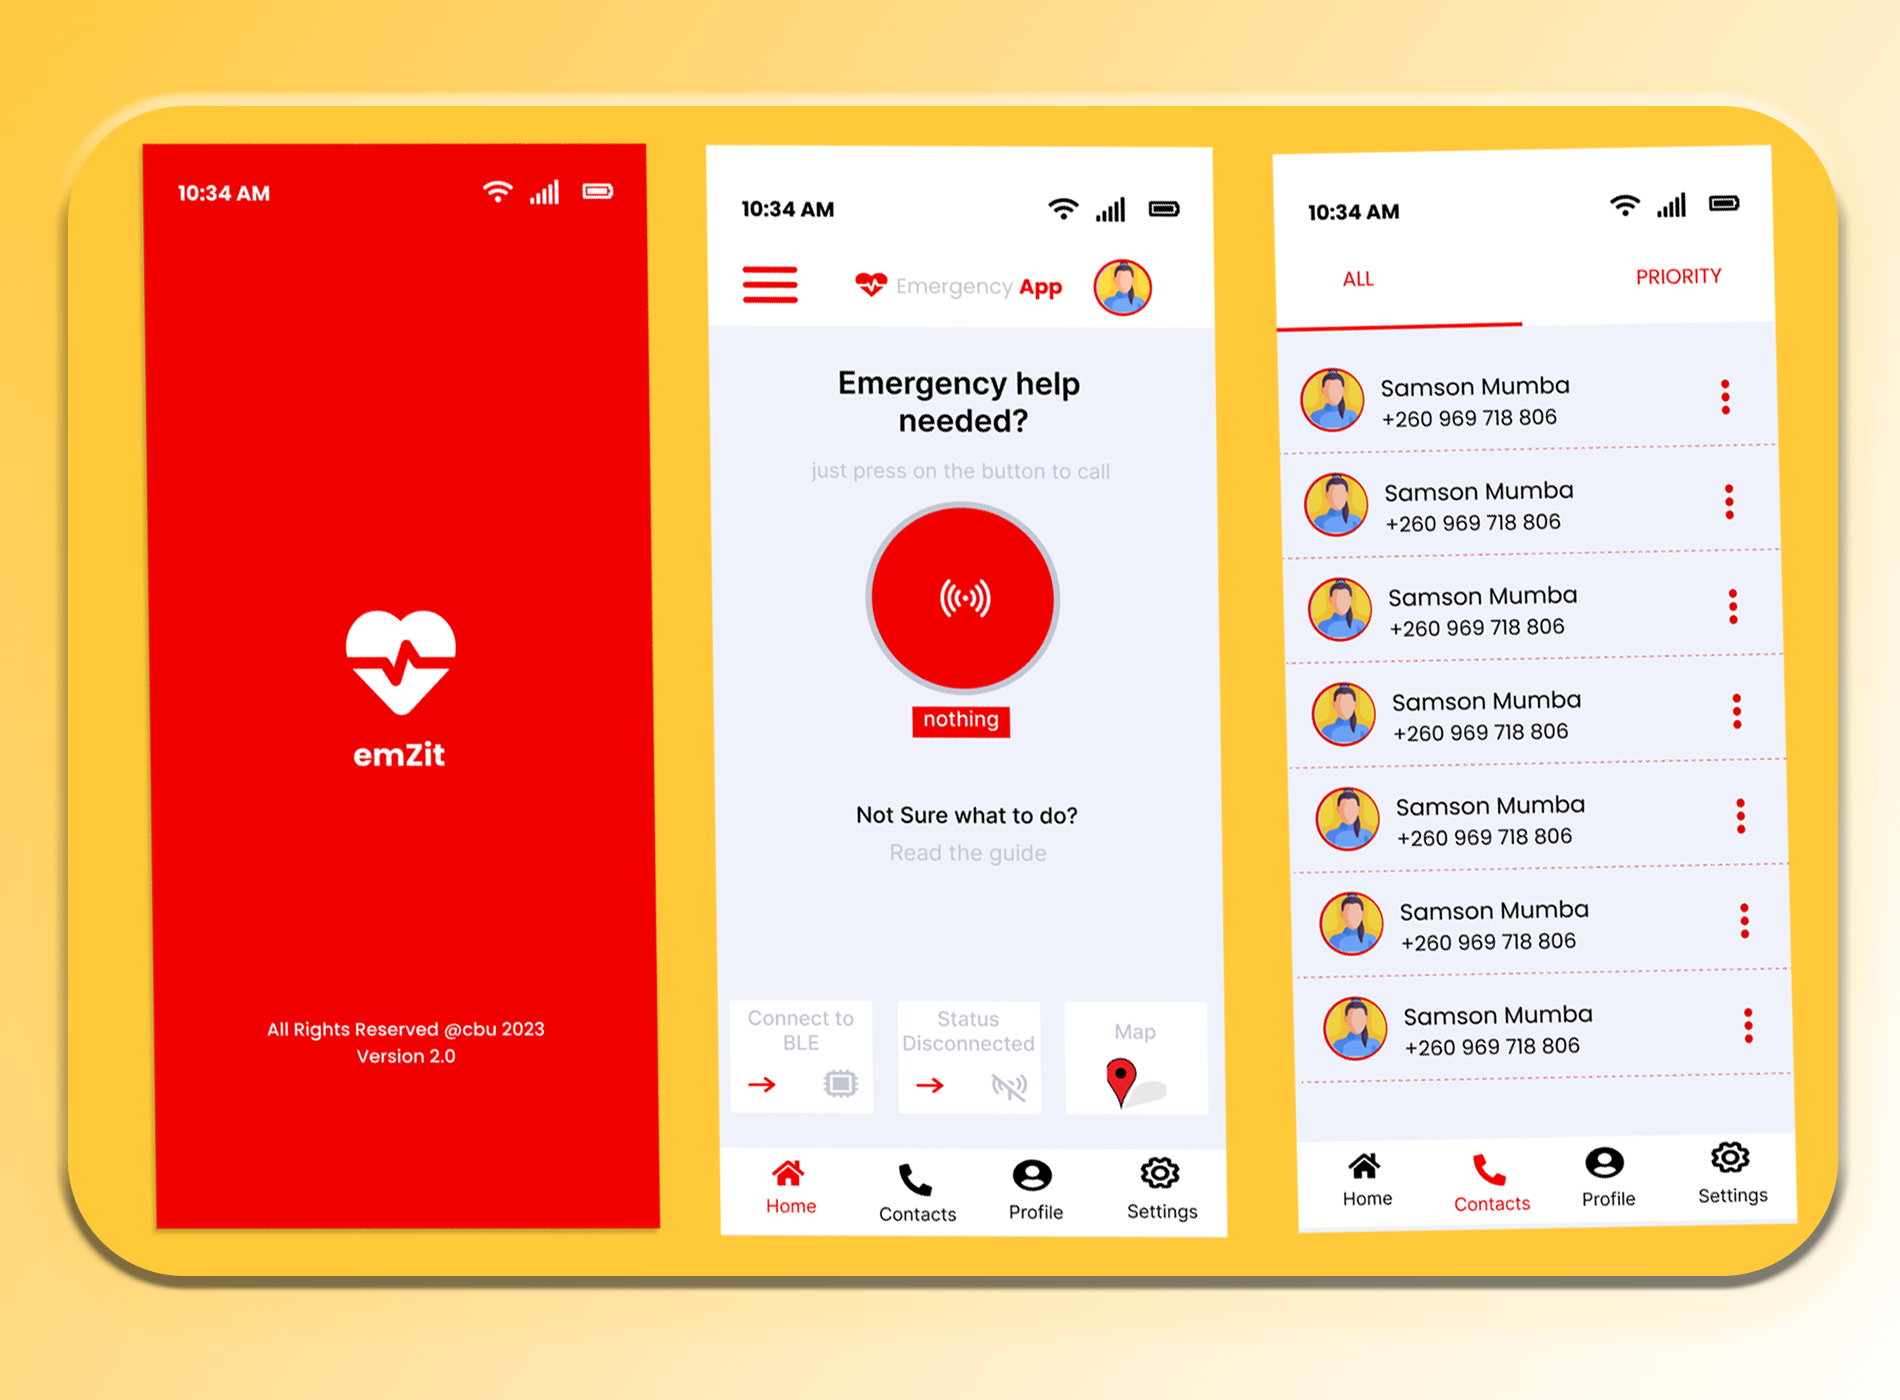 10:34 AM
emZit
All Rights Reserved @cbu 2023
Version 2.0
10:34 AM
Emergency App
Emergency help
needed?
just press on the button to call
nothing
Not Sure what to do?
Read the guide
Connect to
BLE
Status
Disconnected
Map
Home
Contacts
Profile
Settings
10:34 AM
ALL
PRIORITY
Samson Mumba
+260 969 718 806
Samson Mumba
+260 969 718 806
Samson Mumba
+260 969 718 806
Samson Mumba
+260 969 718 806
Samson Mumba
+260 969 718 806
Samson Mumba
+260 969 718 806
Samson Mumba
+260 969 718 806
Home
Contacts
Profile
Settings